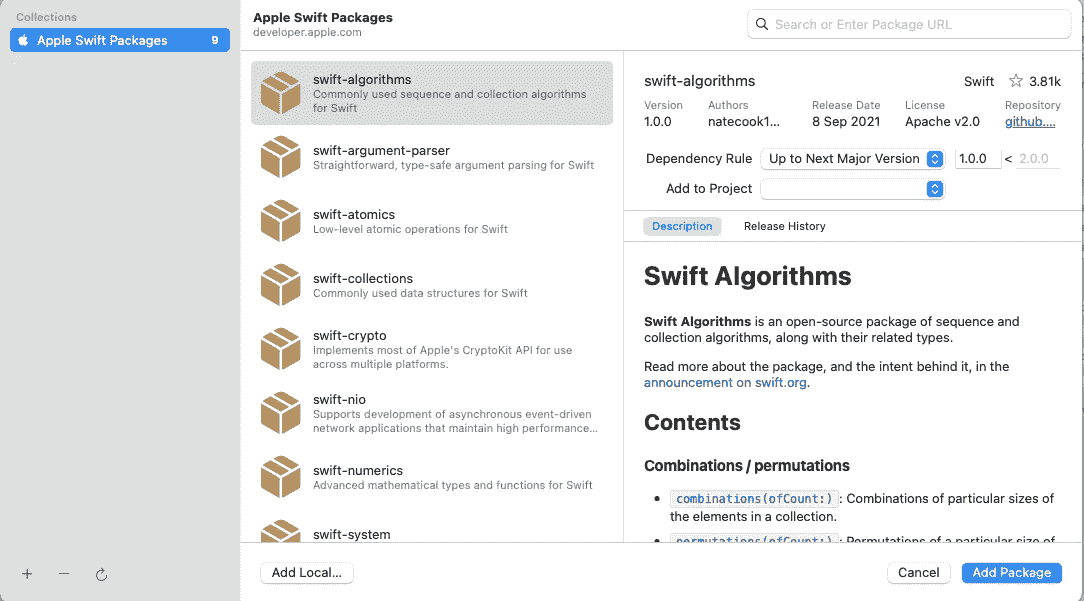 Collections
Apple Swift Packages 9
Apple Swift Packages
developer.apple.com
Search or Enter Package URL
swift-algorithms
Commonly used sequence and collection algorithms
for Swift
swift-argument-parser
Straightforward, type-safe argument parsing for Swift
swift-atomics
Low-level atomic operations for Swift
swift-collections
Commonly used data structures for Swift
swift-crypto
Implements most of Apple's CryptoKit API for use
across multiple platforms.
swift-nio
Supports development of asynchronous event-driven
network applications that maintain high performance...
swift-numerics
Advanced mathematical types and functions for Swift
swift-system
swift-algorithms Swift 3.81k
Version Authors Release Date License Repository
1.0.0 natecook1... 8 Sep 2021 Apache v2.0 github....
Dependency Rule Up to Next Major Version 1.0.0 < 2.0.0
Add to Project
Description Release History
Swift Algorithms
Swift Algorithms is an open-source package of sequence and
collection algorithms, along with their related types.
Read more about the package, and the intent behind it, in the
announcement on swift.org.
Contents
Combinations / permutations
• combinations(ofCount:) : Combinations of particular sizes of
the elements in a collection.
• permutations(ofCount:) : Permutations of a particular size of
Add Local... Cancel Add Package